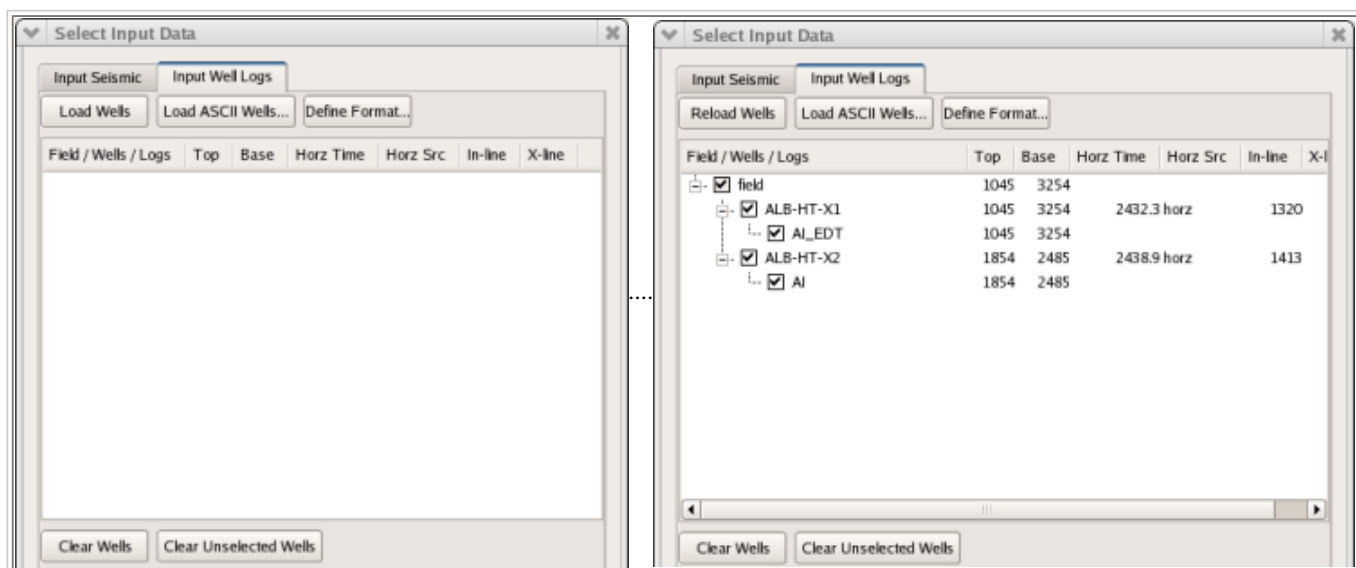 Select Input Data
Input Seismic Input Well Logs
Load Wells Load ASCII Wells... Define Format...
Field / Wells / Logs Top Base Horz Time Horz Src In-line X-line
Clear Wells Clear Unselected Wells
....
Select Input Data
Input Seismic Input Well Logs
Reload Wells Load ASCII Wells... Define Format...
Field / Wells / Logs Top Base Horz Time Horz Src In-line X-l
field 1045 3254
ALB-HT-X1 1045 3254 2432.3 horz 1320
AI_EDT 1045 3254
ALB-HT-X2 1854 2485 2438.9 horz 1413
AI 1854 2485
Clear Wells Clear Unselected Wells